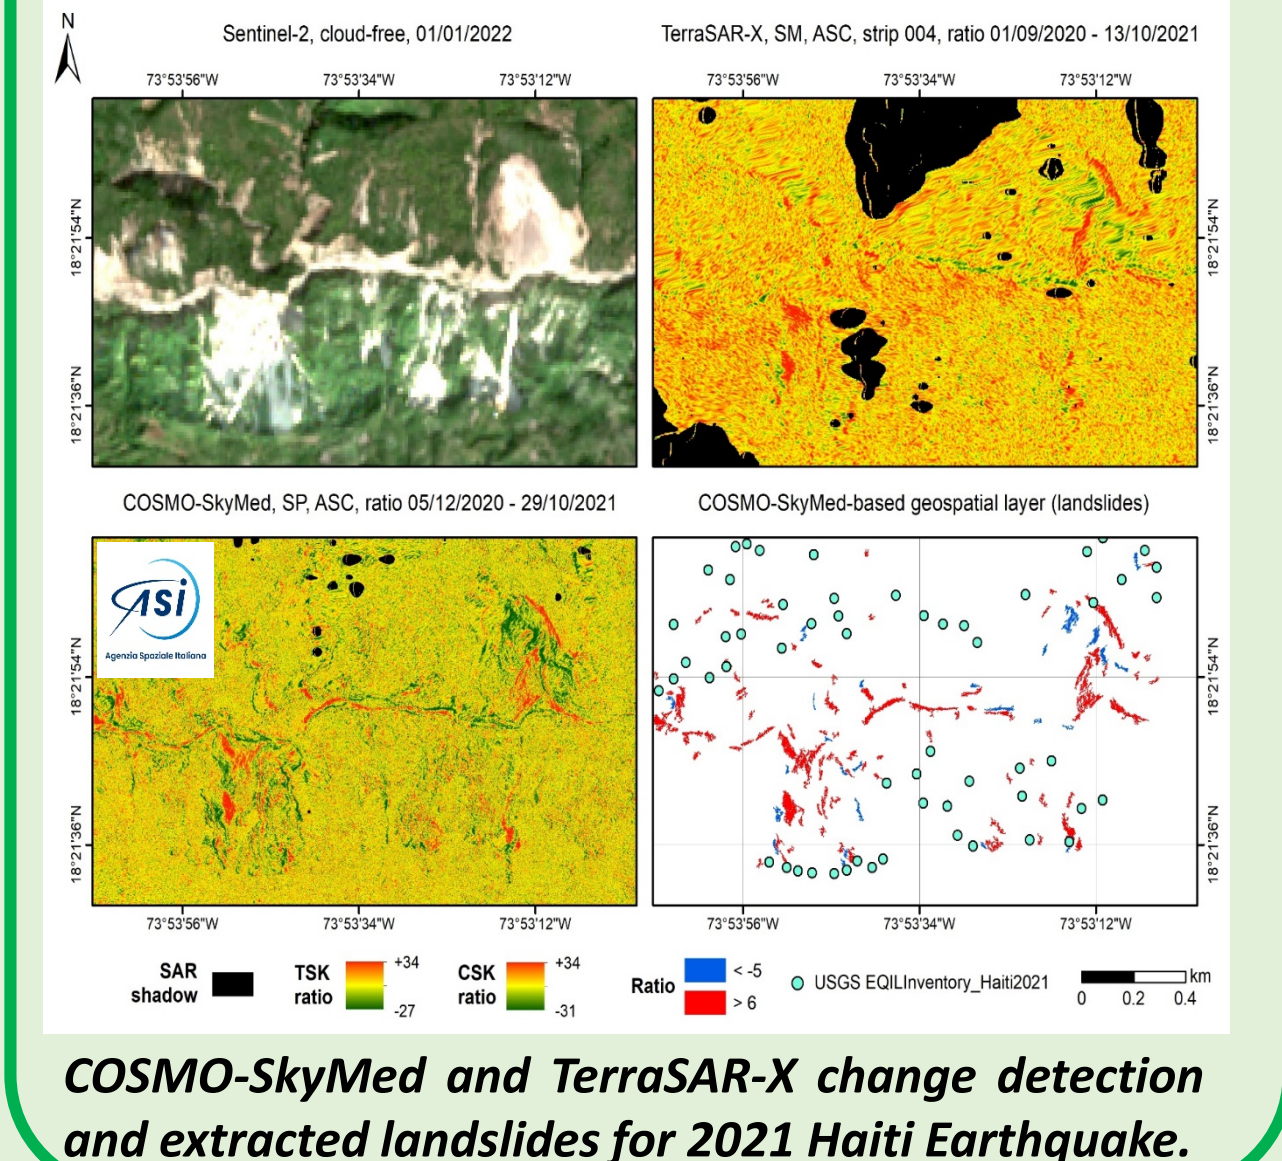 N
Sentinel-2, cloud-free, 01/01/2022
TerraSAR-X, SM, ASC, strip 004, ratio 01/09/2020 - 13/10/2021
73°53'56"W 73°53'34"W 73°53'12"W
73°53'56"W 73°53'34"W 73°53'12"W
18°21'54"N
18°21'36"N
18°21'54"N
18°21'36"N
COSMO-SkyMed, SP, ASC, ratio 05/12/2020 - 29/10/2021
COSMO-SkyMed-based geospatial layer (landslides)
ASI
Agenzia Spaziale Italiana
18°21'54"N
18°21'36"N
18°21'54"N
18°21'36"N
73°53'56"W 73°53'34"W 73°53'12"W
73°53'56"W 73°53'34"W 73°53'12"W
SAR
shadow
TSK
ratio
+34
-27
CSK
ratio
+34
-31
Ratio
< -5
> 6
USGS EQILInventory_Haiti2021
km
0 0.2 0.4
COSMO-SkyMed and TerraSAR-X change detection
and extracted landslides for 2021 Haiti Earthquake.